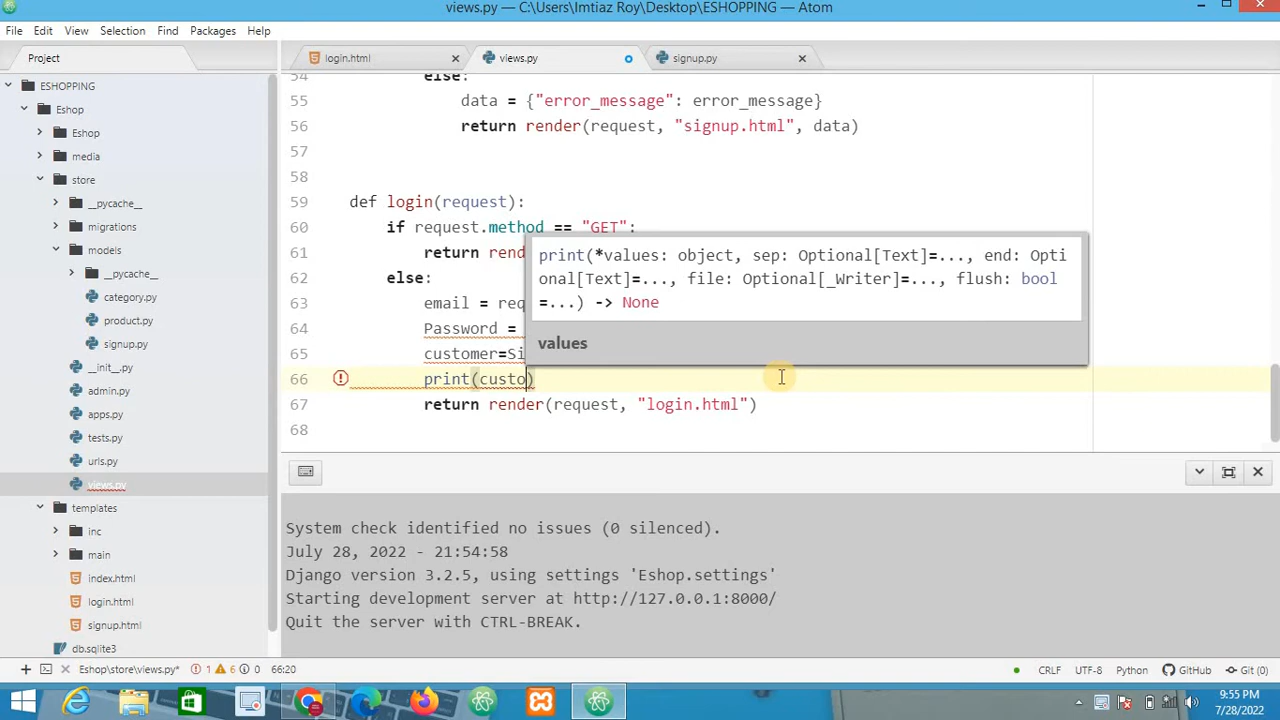 views.py — C:\Users\Imtiaz Roy\Desktop\ESHOPPING — Atom
File Edit View Selection Find Packages Help
Project
login.html
views.py
signup.py
ESHOPPING
Eshop
Eshop
media
store
__pycache__
migrations
models
__pycache__
category.py
product.py
signup.py
__init__.py
admin.py
apps.py
tests.py
urls.py
views.py
templates
inc
main
index.html
login.html
signup.html
db.sqlite3
54 else:
55 data = {"error_message": error_message}
56 return render(request, "signup.html", data)
57
58
59 def login(request):
60 if request.method == "GET":
61 return rend
62 else:
63 email = req
64 Password =
65 customer=Si
66 print(custo)
67 return render(request, "login.html")
68
print(*values: object, sep: Optional[Text]=..., end: Opti
onal[Text]=..., file: Optional[_Writer]=..., flush: bool
=...) -> None
values
System check identified no issues (0 silenced).
July 28, 2022 - 21:54:58
Django version 3.2.5, using settings 'Eshop.settings'
Starting development server at http://127.0.0.1:8000/
Quit the server with CTRL-BREAK.
Eshop\store\views.py* 1 6 0 66:20 CRLF UTF-8 Python GitHub Git (0)
9:55 PM
7/28/2022